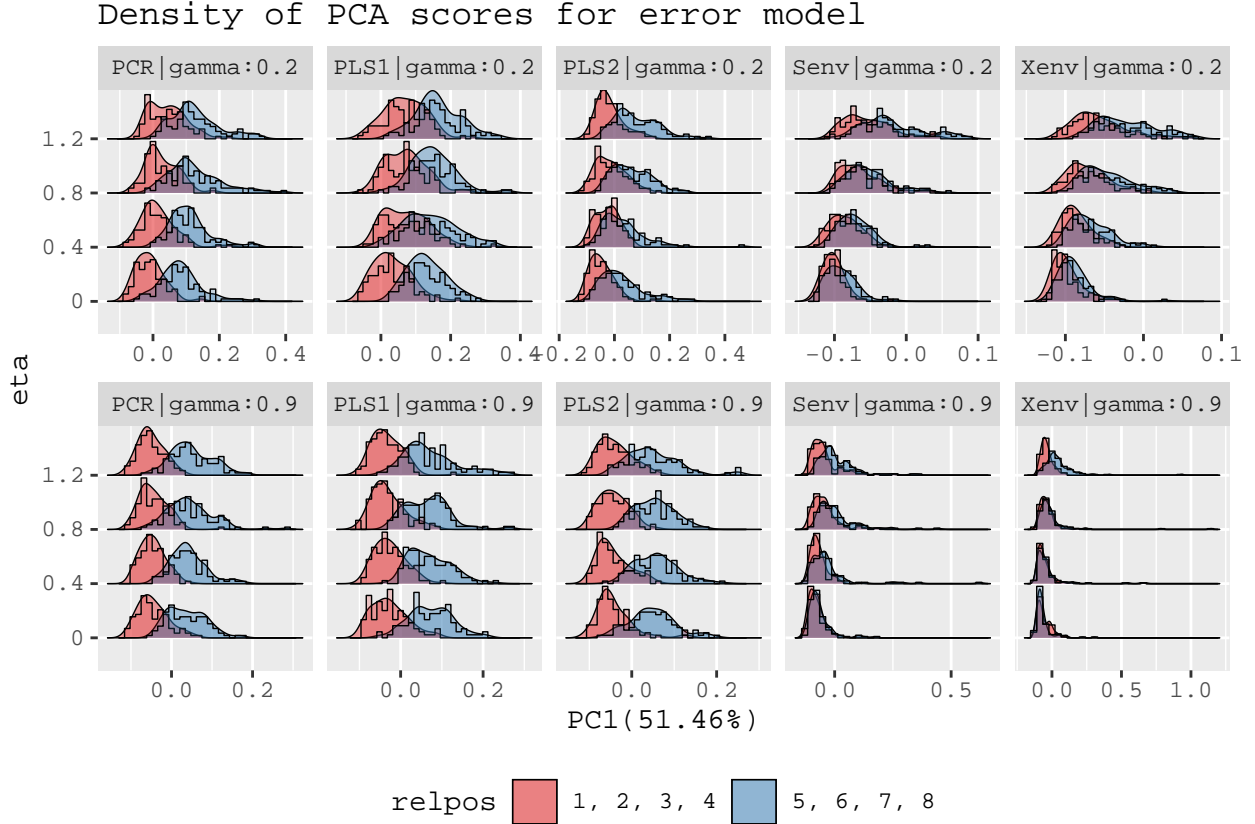 Density of PCA scores for error model
PCR|gamma:0.2 PLS1|gamma:0.2 PLS2|gamma:0.2 Senv|gamma:0.2 Xenv|gamma:0.2
1.2
0.8
0.4
0
0.0 0.2 0.4 0.0 0.2 0.4 -0.2 0.0 0.2 0.4 -0.1 0.0 0.1 -0.1 0.0 0.1
eta
PCR|gamma:0.9 PLS1|gamma:0.9 PLS2|gamma:0.9 Senv|gamma:0.9 Xenv|gamma:0.9
1.2
0.8
0.4
0
0.0 0.2 0.0 0.2 0.0 0.2 0.0 0.5 0.0 0.5 1.0
PC1(51.46%)
relpos 1, 2, 3, 4 5, 6, 7, 8